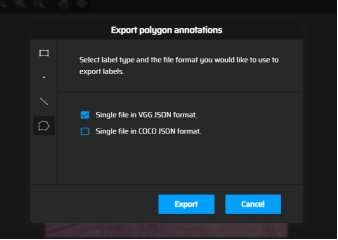 Export polygon annotations
Select label type and the file format you would like to use to
export labels.
Single file in VGG JSON format.
Single file in COCO JSON format.
Export
Cancel